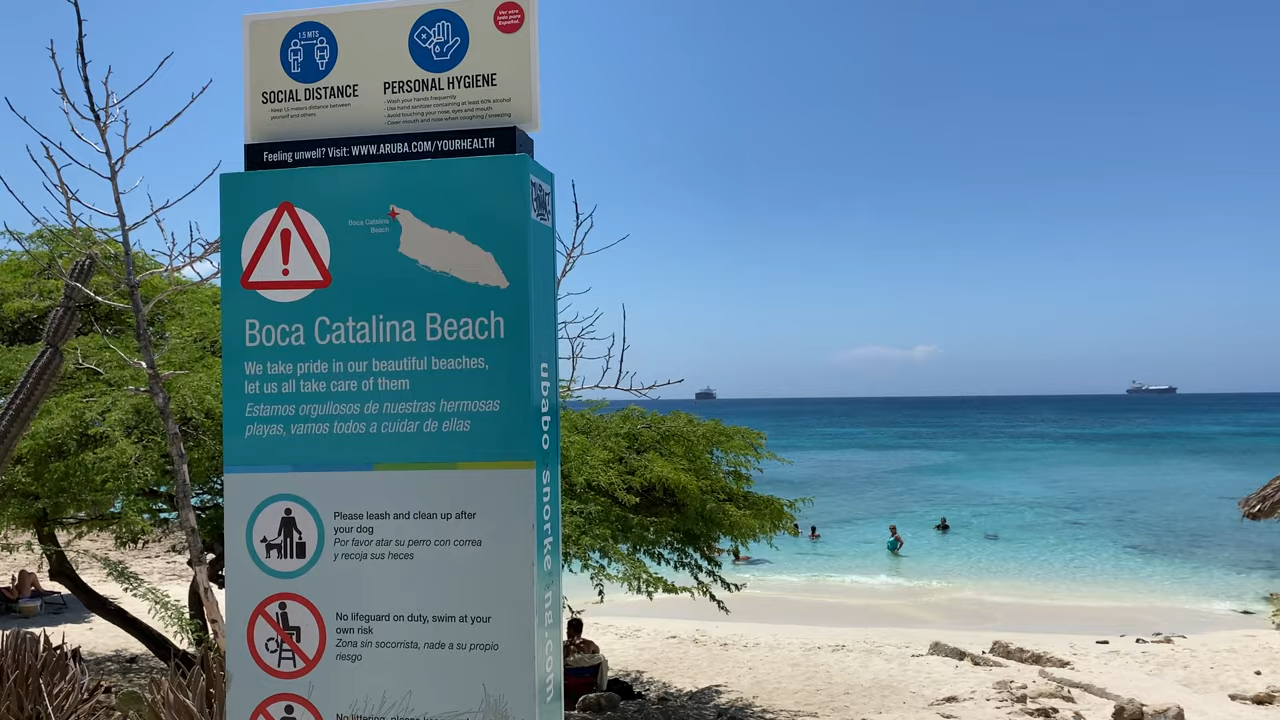 Ver otro
lado para
Español.
1.5 MTS
SOCIAL DISTANCE
Keep 1,5 meters distance between
yourself and others
PERSONAL HYGIENE
- Wash your hands frequently
- Use hand sanitizer containing at least 60% alcohol
- Avoid touching your nose, eyes and mouth
- Cover mouth and nose when coughing / sneezing
Feeling unwell? Visit: WWW.ARUBA.COM/YOURHEALTH
Boca Catalina
Beach
Boca Catalina Beach
We take pride in our beautiful beaches,
let us all take care of them
Estamos orgullosos de nuestras hermosas
playas, vamos todos a cuidar de ellas
Please leash and clean up after
your dog
Por favor atar su perro con correa
y recoja sus heces
No lifeguard on duty, swim at your
own risk
Zona sin socorrista, nade a su propio
riesgo
No littering, please